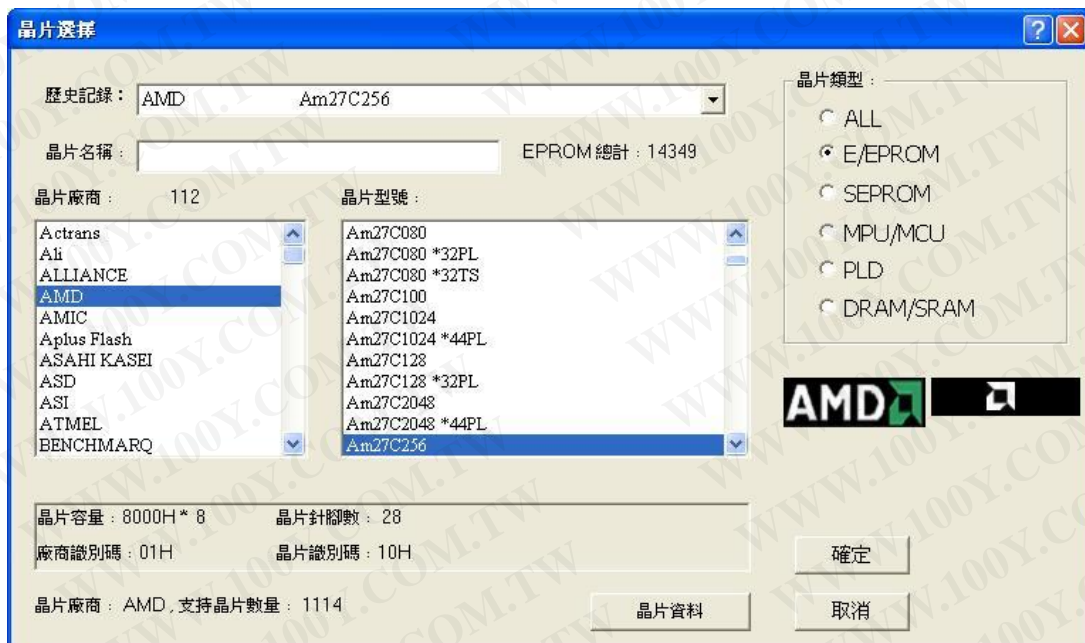 晶片選擇
歷史記錄： AMD Am27C256
晶片名稱： EPROM 總計：14349
晶片廠商： 112 晶片型號：
Actrans
Ali
ALLIANCE
AMD
AMIC
Aplus Flash
ASAHI KASEI
ASD
ASI
ATMEL
BENCHMARQ
Am27C080
Am27C080 *32PL
Am27C080 *32TS
Am27C100
Am27C1024
Am27C1024 *44PL
Am27C128
Am27C128 *32PL
Am27C2048
Am27C2048 *44PL
Am27C256
晶片類型：
ALL
E/EPROM
SEPROM
MPU/MCU
PLD
DRAM/SRAM
AMD
晶片容量：8000H * 8 晶片針腳數： 28
廠商識別碼：01H 晶片識別碼：10H
晶片廠商： AMD , 支持晶片數量： 1114
晶片資料
確定
取消
WWW.100Y.COM.TW